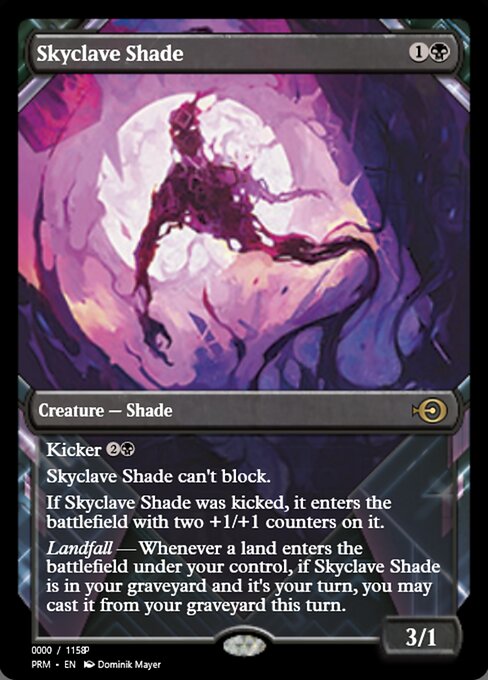 Skyclave Shade 1
Creature — Shade
Kicker 2
Skyclave Shade can't block.
If Skyclave Shade was kicked, it enters the
battlefield with two +1/+1 counters on it.
Landfall — Whenever a land enters the
battlefield under your control, if Skyclave Shade
is in your graveyard and it's your turn, you may
cast it from your graveyard this turn.
3/1
0000 / 1158P
PRM • EN Dominik Mayer